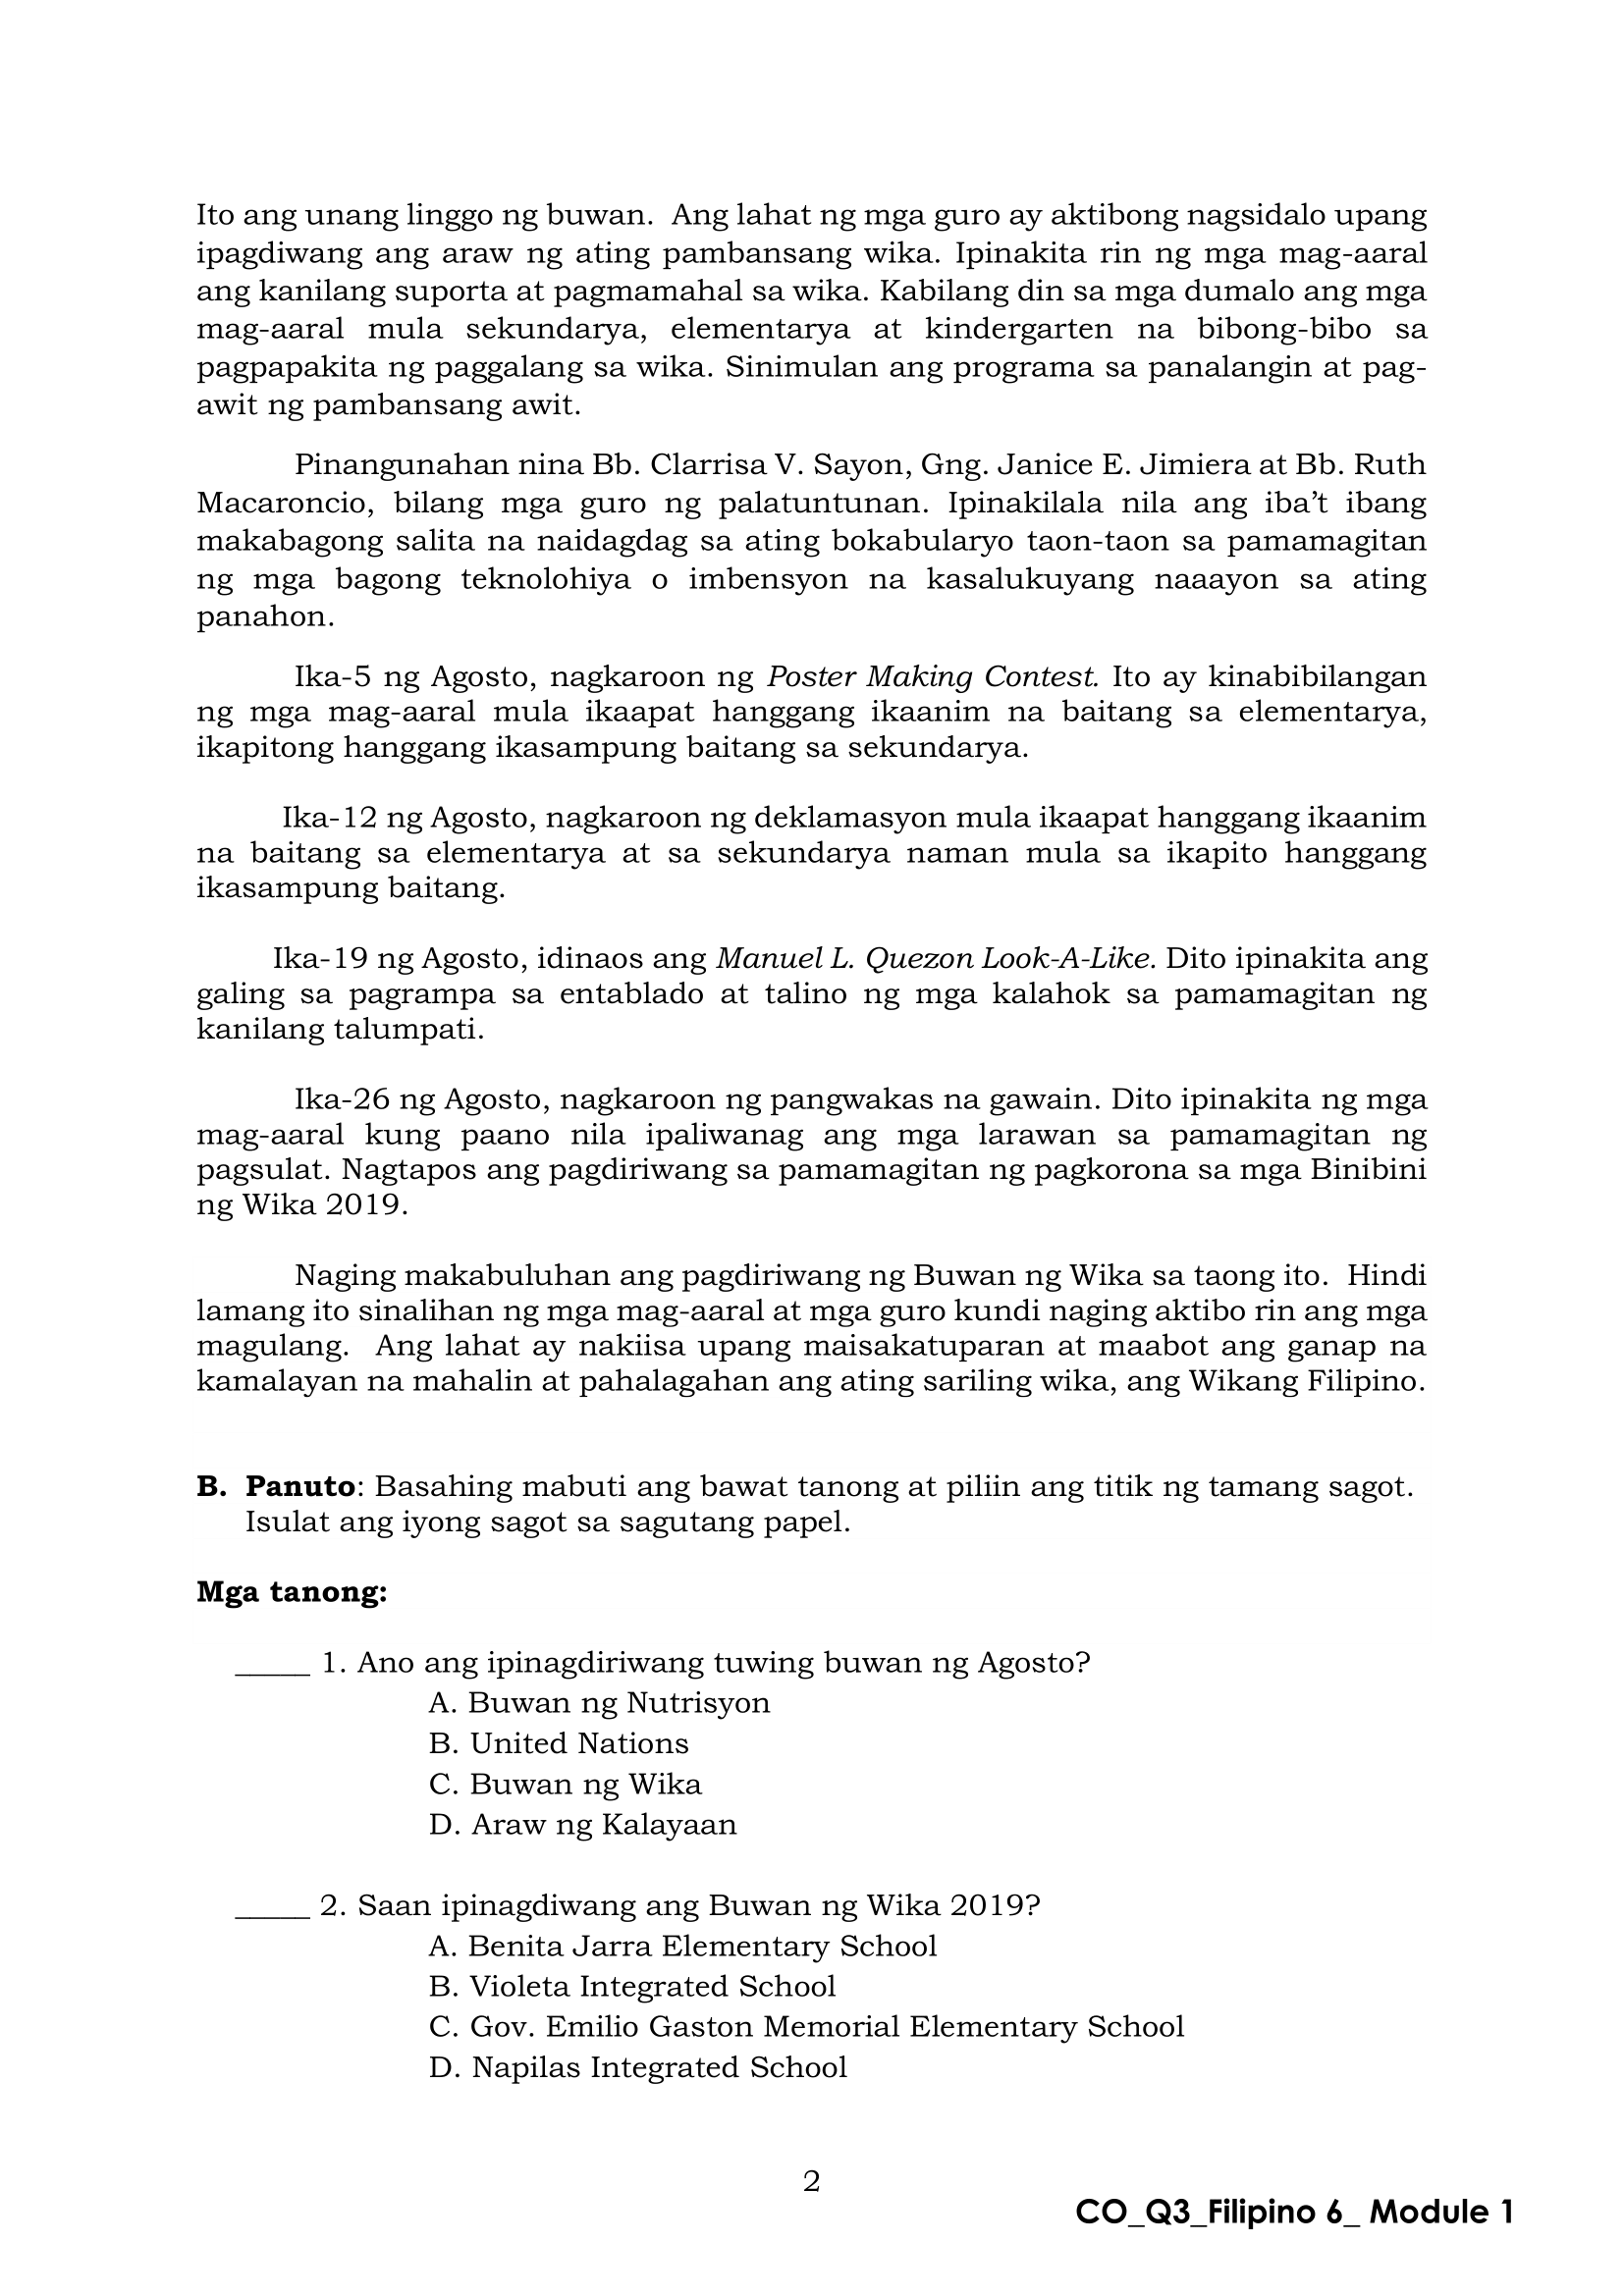 Ito ang unang linggo ng buwan.  Ang lahat ng mga guro ay aktibong nagsidalo upang
ipagdiwang ang araw ng ating pambansang wika. Ipinakita rin ng mga mag-aaral
ang kanilang suporta at pagmamahal sa wika. Kabilang din sa mga dumalo ang mga
mag-aaral mula sekundarya, elementarya at kindergarten na bibong-bibo sa
pagpapakita ng paggalang sa wika. Sinimulan ang programa sa panalangin at pag-
awit ng pambansang awit.
Pinangunahan nina Bb. Clarrisa V. Sayon, Gng. Janice E. Jimiera at Bb. Ruth
Macaroncio, bilang mga guro ng palatuntunan. Ipinakilala nila ang iba’t ibang
makabagong salita na naidagdag sa ating bokabularyo taon-taon sa pamamagitan
ng mga bagong teknolohiya o imbensyon na kasalukuyang naaayon sa ating
panahon.
Ika-5 ng Agosto, nagkaroon ng Poster Making Contest. Ito ay kinabibilangan
ng mga mag-aaral mula ikaapat hanggang ikaanim na baitang sa elementarya,
ikapitong hanggang ikasampung baitang sa sekundarya.
Ika-12 ng Agosto, nagkaroon ng deklamasyon mula ikaapat hanggang ikaanim
na baitang sa elementarya at sa sekundarya naman mula sa ikapito hanggang
ikasampung baitang.
Ika-19 ng Agosto, idinaos ang Manuel L. Quezon Look-A-Like. Dito ipinakita ang
galing sa pagrampa sa entablado at talino ng mga kalahok sa pamamagitan ng
kanilang talumpati.
Ika-26 ng Agosto, nagkaroon ng pangwakas na gawain. Dito ipinakita ng mga
mag-aaral kung paano nila ipaliwanag ang mga larawan sa pamamagitan ng
pagsulat. Nagtapos ang pagdiriwang sa pamamagitan ng pagkorona sa mga Binibini
ng Wika 2019.
Naging makabuluhan ang pagdiriwang ng Buwan ng Wika sa taong ito.  Hindi
lamang ito sinalihan ng mga mag-aaral at mga guro kundi naging aktibo rin ang mga
magulang.  Ang lahat ay nakiisa upang maisakatuparan at maabot ang ganap na
kamalayan na mahalin at pahalagahan ang ating sariling wika, ang Wikang Filipino.
B. Panuto: Basahing mabuti ang bawat tanong at piliin ang titik ng tamang sagot.
Isulat ang iyong sagot sa sagutang papel.
Mga tanong:
_____ 1. Ano ang ipinagdiriwang tuwing buwan ng Agosto?
A. Buwan ng Nutrisyon
B. United Nations
C. Buwan ng Wika
D. Araw ng Kalayaan
_____ 2. Saan ipinagdiwang ang Buwan ng Wika 2019?
A. Benita Jarra Elementary School
B. Violeta Integrated School
C. Gov. Emilio Gaston Memorial Elementary School
D. Napilas Integrated School
2
CO_Q3_Filipino 6_ Module 1